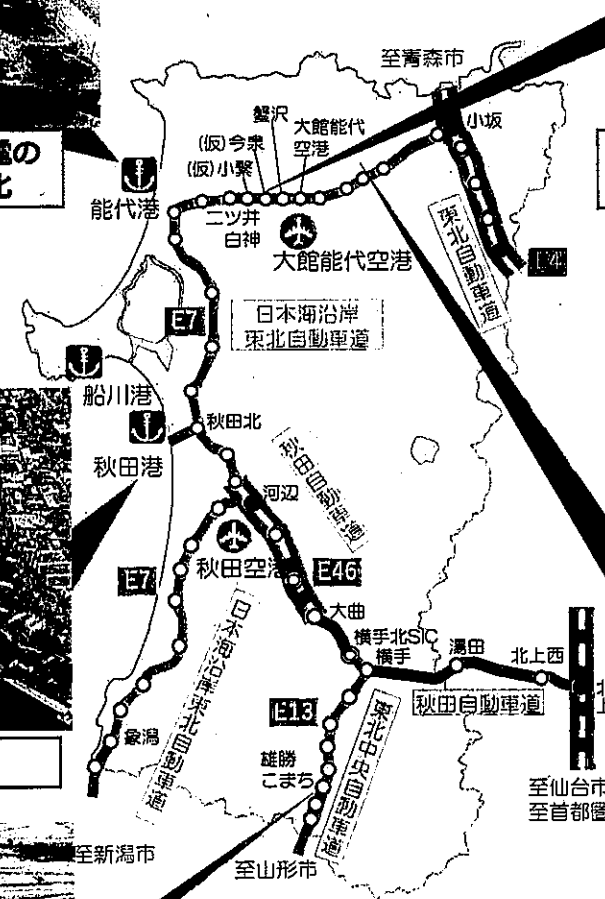 至青森市
小坂
蟹沢
大館能代
空港
(仮)今泉
(仮)小繋
電の
化
能代港
二ツ井
白神
大館能代空港
東北自動車道
E4
E7
日本海沿岸
東北自動車道
船川港
秋田北
秋田港
秋田自動車道
河辺
秋田空港
E46
E7
大曲
横手北SIC
横手
湯田
北上西
北上
秋田自動車道
日本海沿岸東北自動車道
E13
東北中央自動車道
象潟
雄勝
こまち
至仙台市
至首都圏
至新潟市
至山形市